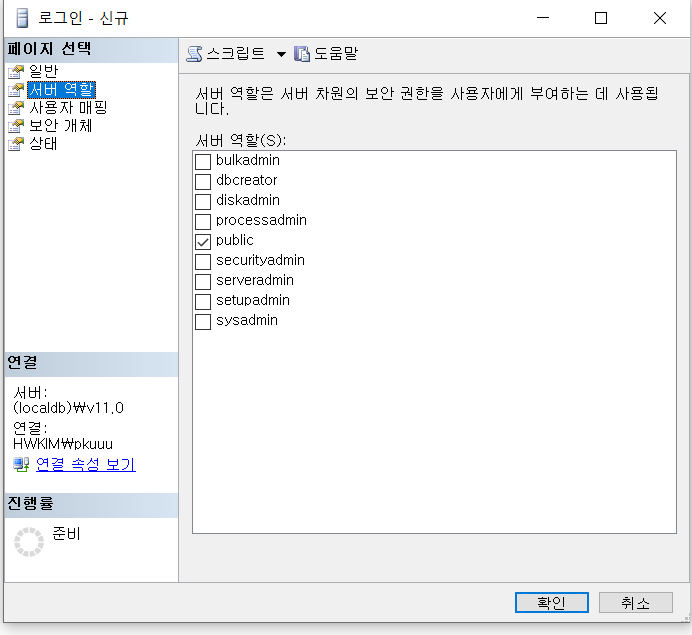 로그인 - 신규
페이지 선택
일반
서버 역할
사용자 매핑
보안 개체
상태
스크립트
도움말
서버 역할은 서버 차원의 보안 권한을 사용자에게 부여하는 데 사용됩
니다.
서버 역할(S):
bulkadmin
dbcreator
diskadmin
processadmin
public
securityadmin
serveradmin
setupadmin
sysadmin
연결
서버:
(localdb)₩v11.0
연결:
HWKIM₩pkuuu
연결 속성 보기
진행률
준비
확인
취소